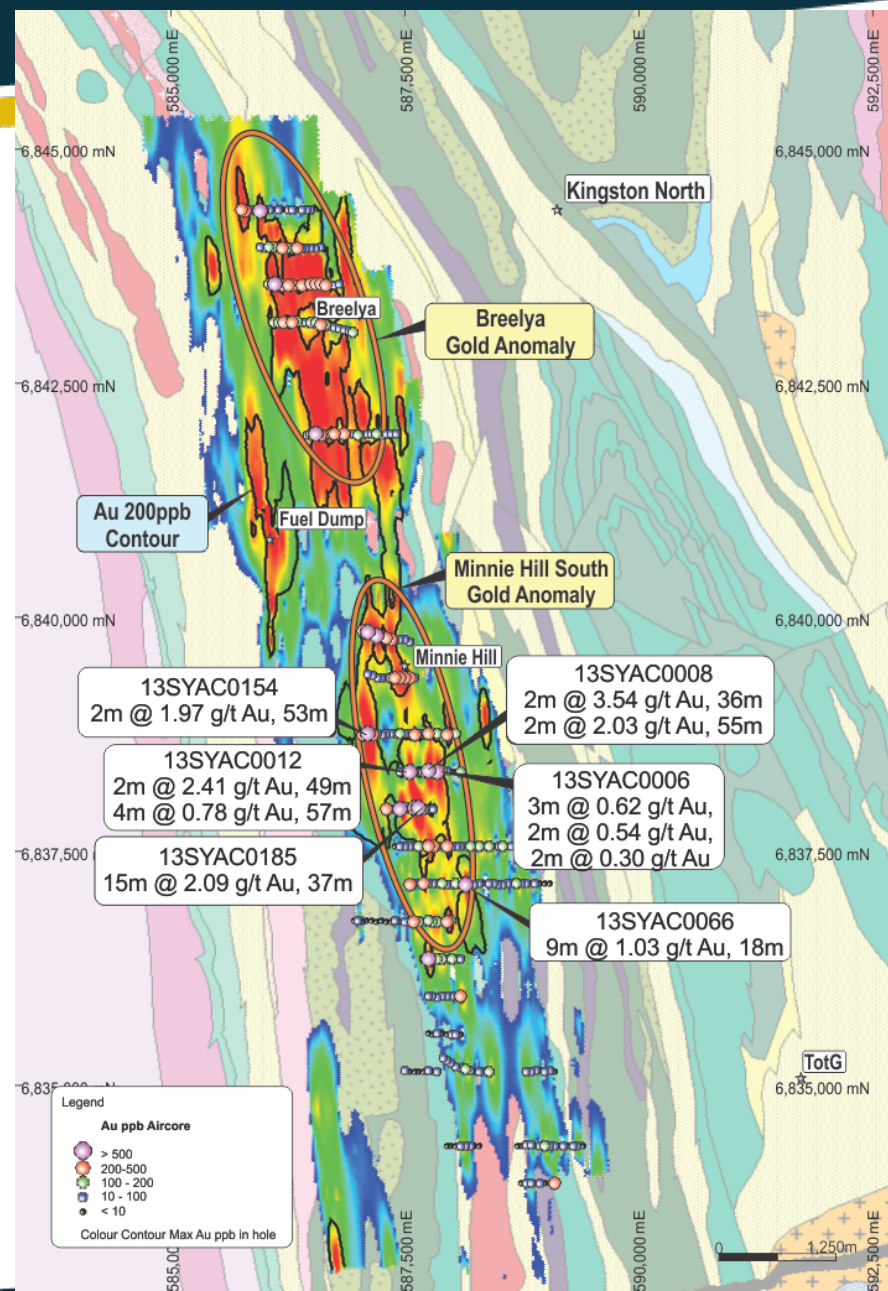 585,000 mE
587,500 mE
590,000 mE
592,500 mE
6,845,000 mN
6,845,000 mN
Kingston North
Breelya
Breelya
Gold Anomaly
6,842,500 mN
6,842,500 mN
Au 200ppb
Contour
Fuel Dump
Minnie Hill South
Gold Anomaly
6,840,000 mN
6,840,000 mN
Minnie Hill
13SYAC0154
2m @ 1.97 g/t Au, 53m
13SYAC0008
2m @ 3.54 g/t Au, 36m
2m @ 2.03 g/t Au, 55m
13SYAC0012
2m @ 2.41 g/t Au, 49m
4m @ 0.78 g/t Au, 57m
13SYAC0006
3m @ 0.62 g/t Au,
2m @ 0.54 g/t Au,
2m @ 0.30 g/t Au
6,837,500
6,837,500 mN
13SYAC0185
15m @ 2.09 g/t Au, 37m
13SYAC0066
9m @ 1.03 g/t Au, 18m
TotG
6,835,000 mN
6,835,000 mN
Legend
Au ppb Aircore
> 500
200-500
100 - 200
10 - 100
< 10
Colour Contour Max Au ppb in hole
585,00
587,500 mE
590,000 mE
592,500 mE
0
1,250m